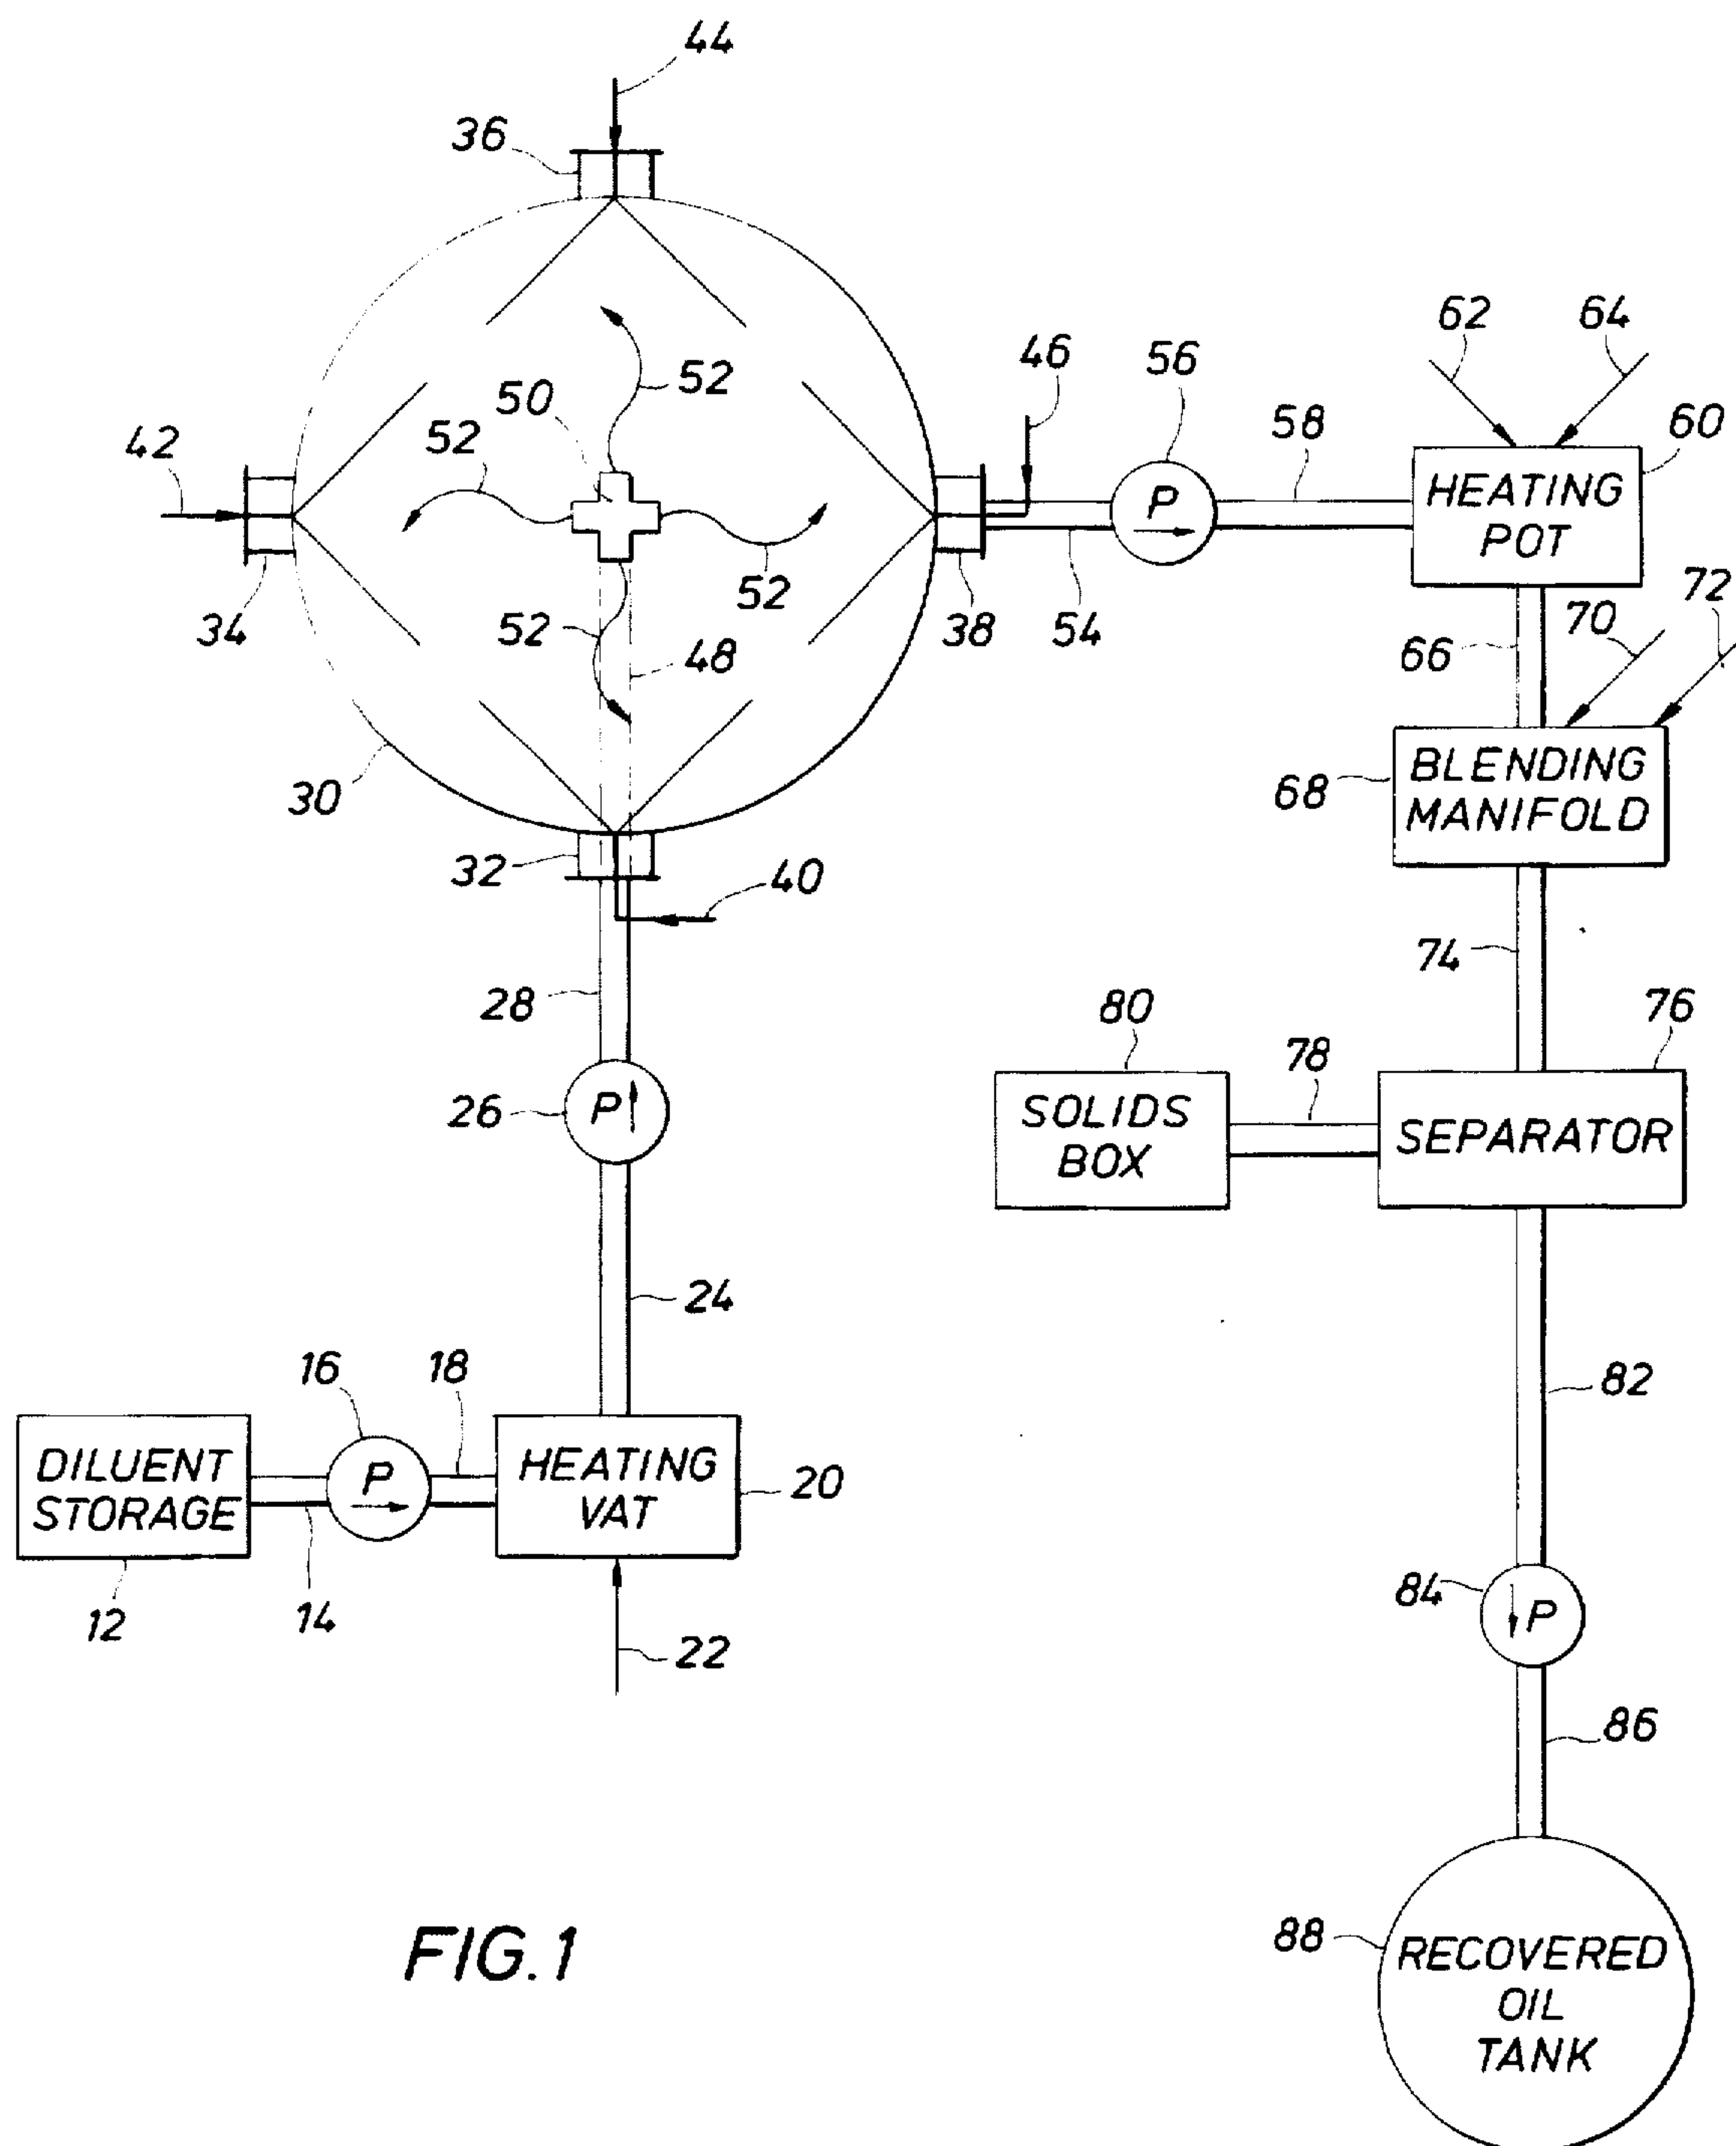 44
36
62
64
46
56
52
50
58
60
42
52
HEATING
POT
52
72
34
52
38
54
70
48
66
30
68
BLENDING
MANIFOLD
32
40
74
28
80
78
76
26
P
SOLIDS
BOX
SEPARATOR
24
16
18
82
DILUENT
STORAGE
P
HEATING
VAT
20
12
14
84
P
22
86
P
FIG.1
88
RECOVERED
OIL
TANK